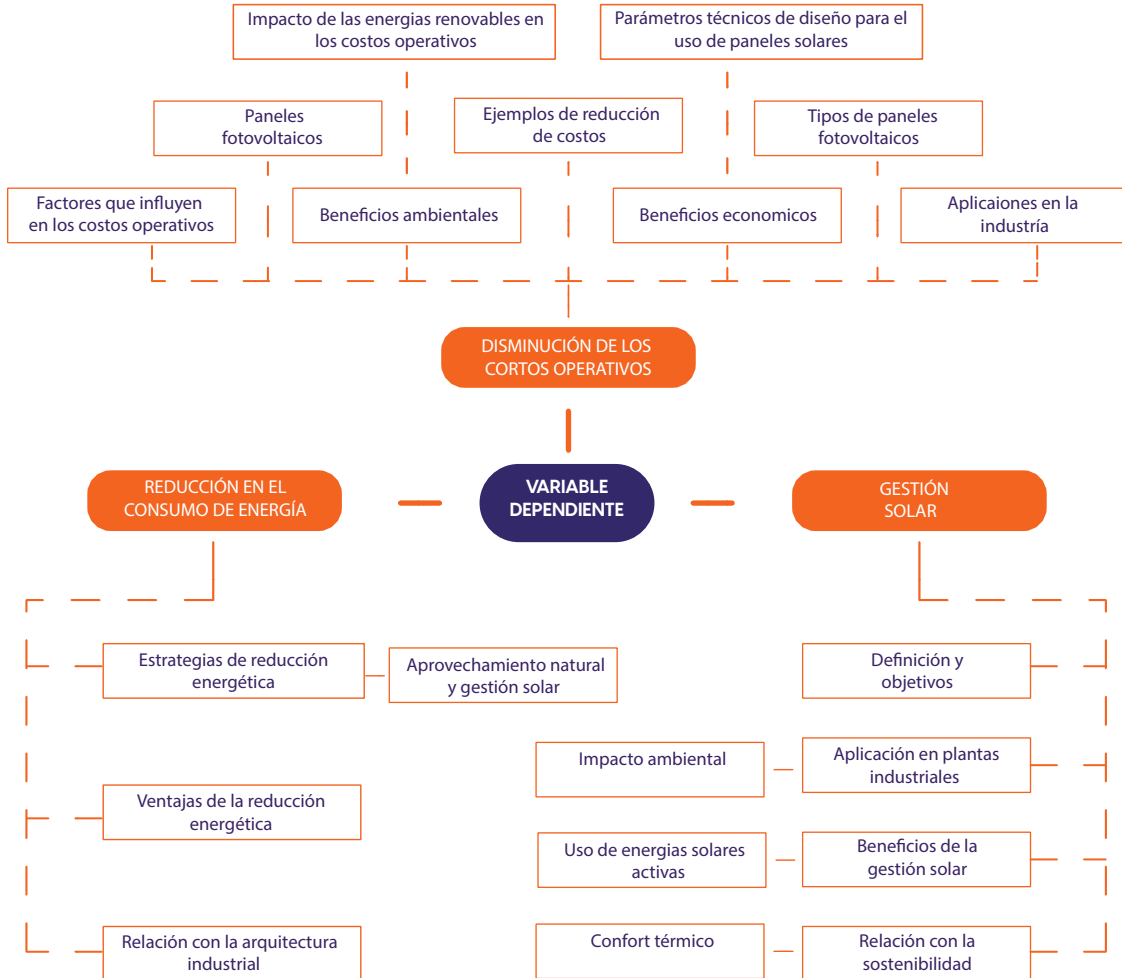 Impacto de las energias renovables en
los costos operativos
Parámetros técnicos de diseño para el
uso de paneles solares
Paneles
fotovoltaicos
Ejemplos de reducción
de costos
Tipos de paneles
fotovoltaicos
Factores que influyen
en los costos operativos
Beneficios ambientales
Beneficios economicos
Aplicaiones en la
industría
DISMINUCIÓN DE LOS
CORTOS OPERATIVOS
REDUCCIÓN EN EL
CONSUMO DE ENERGÍA
VARIABLE
DEPENDIENTE
GESTIÓN
SOLAR
Estrategias de reducción
energética
Aprovechamiento natural
y gestión solar
Definición y
objetivos
Impacto ambiental
Aplicación en plantas
industriales
Ventajas de la reducción
energética
Uso de energias solares
activas
Beneficios de la
gestión solar
Relación con la arquitectura
industrial
Confort térmico
Relación con la
sostenibilidad